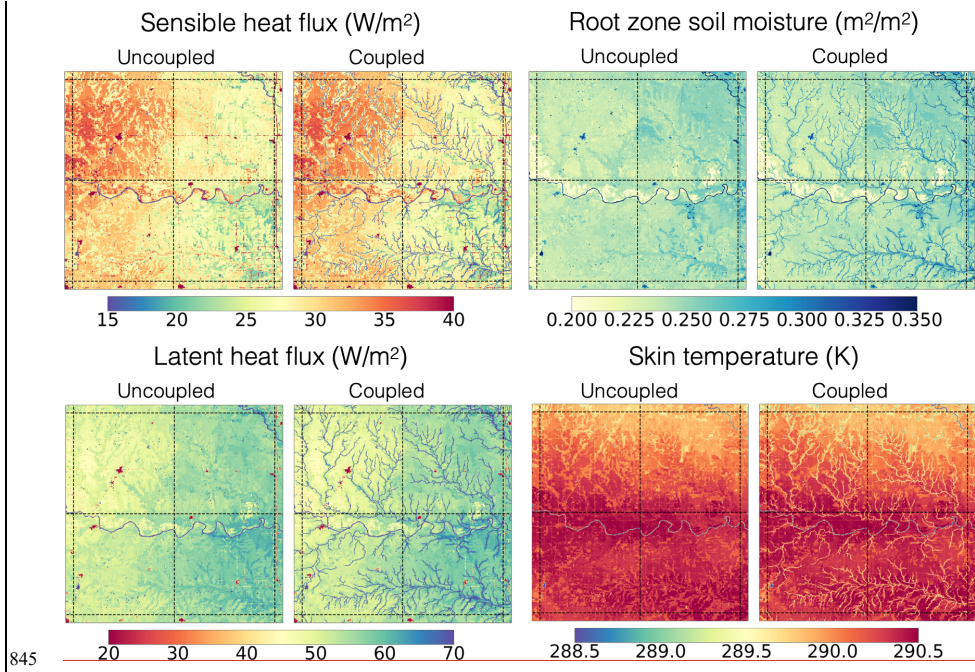 Sensible heat flux (W/m²) Root zone soil moisture (m²/m²)
Uncoupled Coupled Uncoupled Coupled
15 20 25 30 35 40 0.200 0.225 0.250 0.275 0.300 0.325 0.350
Latent heat flux (W/m²) Skin temperature (K)
Uncoupled Coupled Uncoupled Coupled
20 30 40 50 60 70 288.5 289.0 289.5 290.0 290.5
845